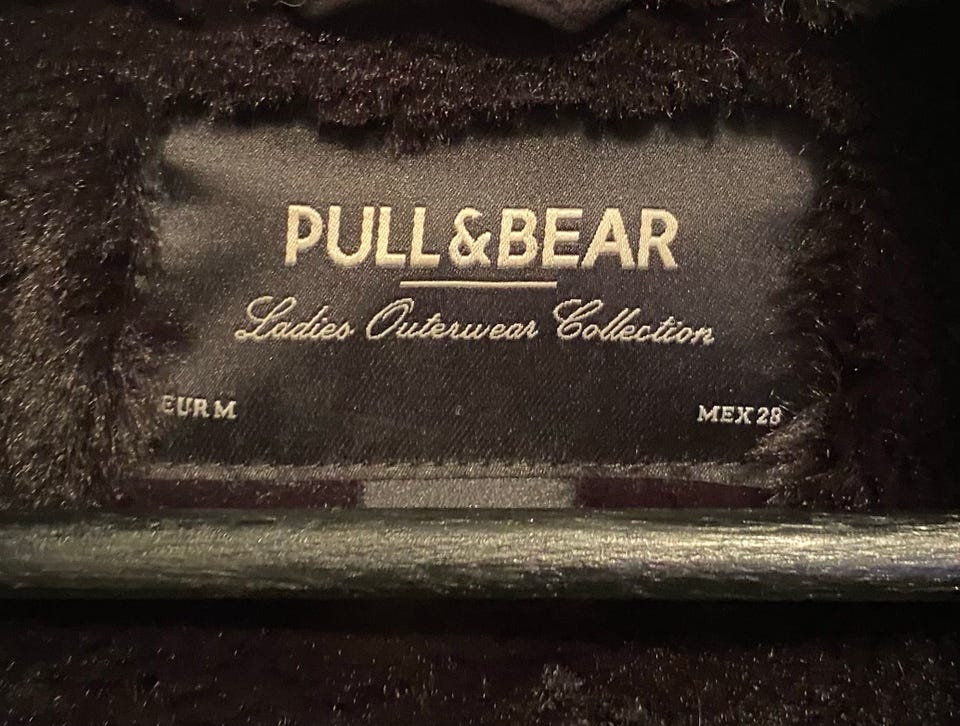 PULL&BEAR
Ladies Outerwear Collection
EUR M
MEX 28